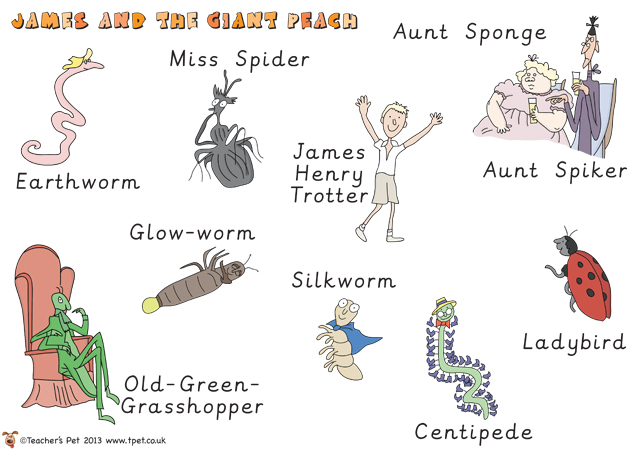 JAMES AND THE GIANT PEACH
Aunt Sponge
Miss Spider
James
Henry
Trotter
Earthworm
Aunt Spiker
Glow-worm
Silkworm
Ladybird
Old-Green-
Grasshopper
Centipede
©Teacher's Pet 2013 www.tpet.co.uk